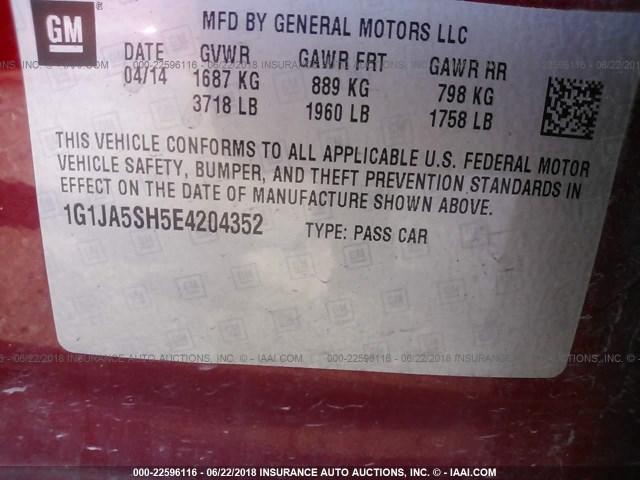 GM
MFD BY GENERAL MOTORS LLC
DATE GVWR GAWR FRT GAWR RR
04/14 1687 KG 889 KG 798 KG
3718 LB 1960 LB 1758 LB
THIS VEHICLE CONFORMS TO ALL APPLICABLE U.S. FEDERAL MOTOR
VEHICLE SAFETY, BUMPER, AND THEFT PREVENTION STANDARDS IN
EFFECT ON THE DATE OF MANUFACTURE SHOWN ABOVE.
1G1JA5SH5E4204352 TYPE: PASS CAR
000-22596116 - 06/22/2018 INSURANCE AUTO AUCTIONS, INC. - © IAAI.COM